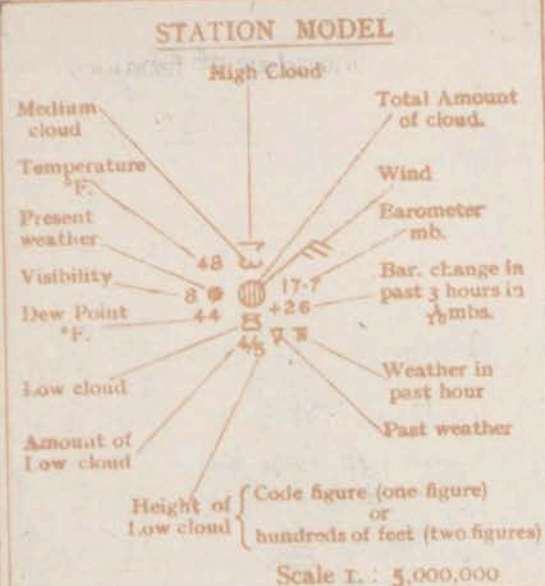 STATION MODEL
High Cloud
Medium
cloud
Total Amount
of cloud.
Temperature
°F.
Wind
Present
weather
Barometer
mb.
Visibility
Bar. change in
past 3 hours in
1/10 mbs.
Dew Point
°F.
48
8
17.7
+26
44
Low cloud
Weather in
past hour
Amount of
Low cloud
Past weather
Height of
Low cloud
Code figure (one figure)
or
hundreds of feet (two figures)
Scale 1. : 5,000,000